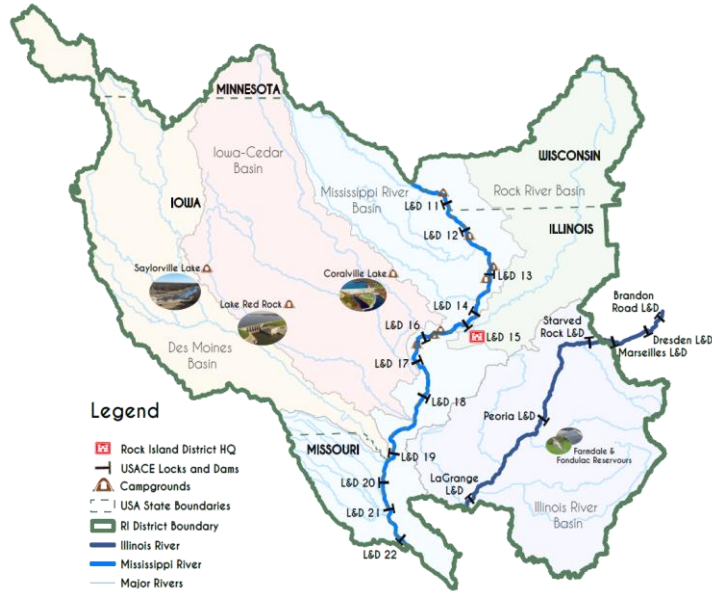 MINNESOTA
Iowa-Cedar
Basin
WISCONSIN
Mississippi River
Basin
Rock River Basin
IOWA
L&D 11
ILLINOIS
L&D 12
Saylorville Lake
Coralville Lake
L&D 13
Lake Red Rock
L&D 14
Brandon
Road L&D
L&D 16
L&D 15
Starved
Rock L&D
Dresden L&D
Marseilles L&D
Des Moines
Basin
L&D 17
L&D 18
Peoria L&D
Farmdale &
Fondulac Reservours
MISSOURI
L&D 19
LaGrange
L&D
L&D 20
L&D 21
Illinois River
Basin
L&D 22
Legend
Rock Island District HQ
USACE Locks and Dams
Campgrounds
USA State Boundaries
RI District Boundary
Illinois River
Mississippi River
Major Rivers